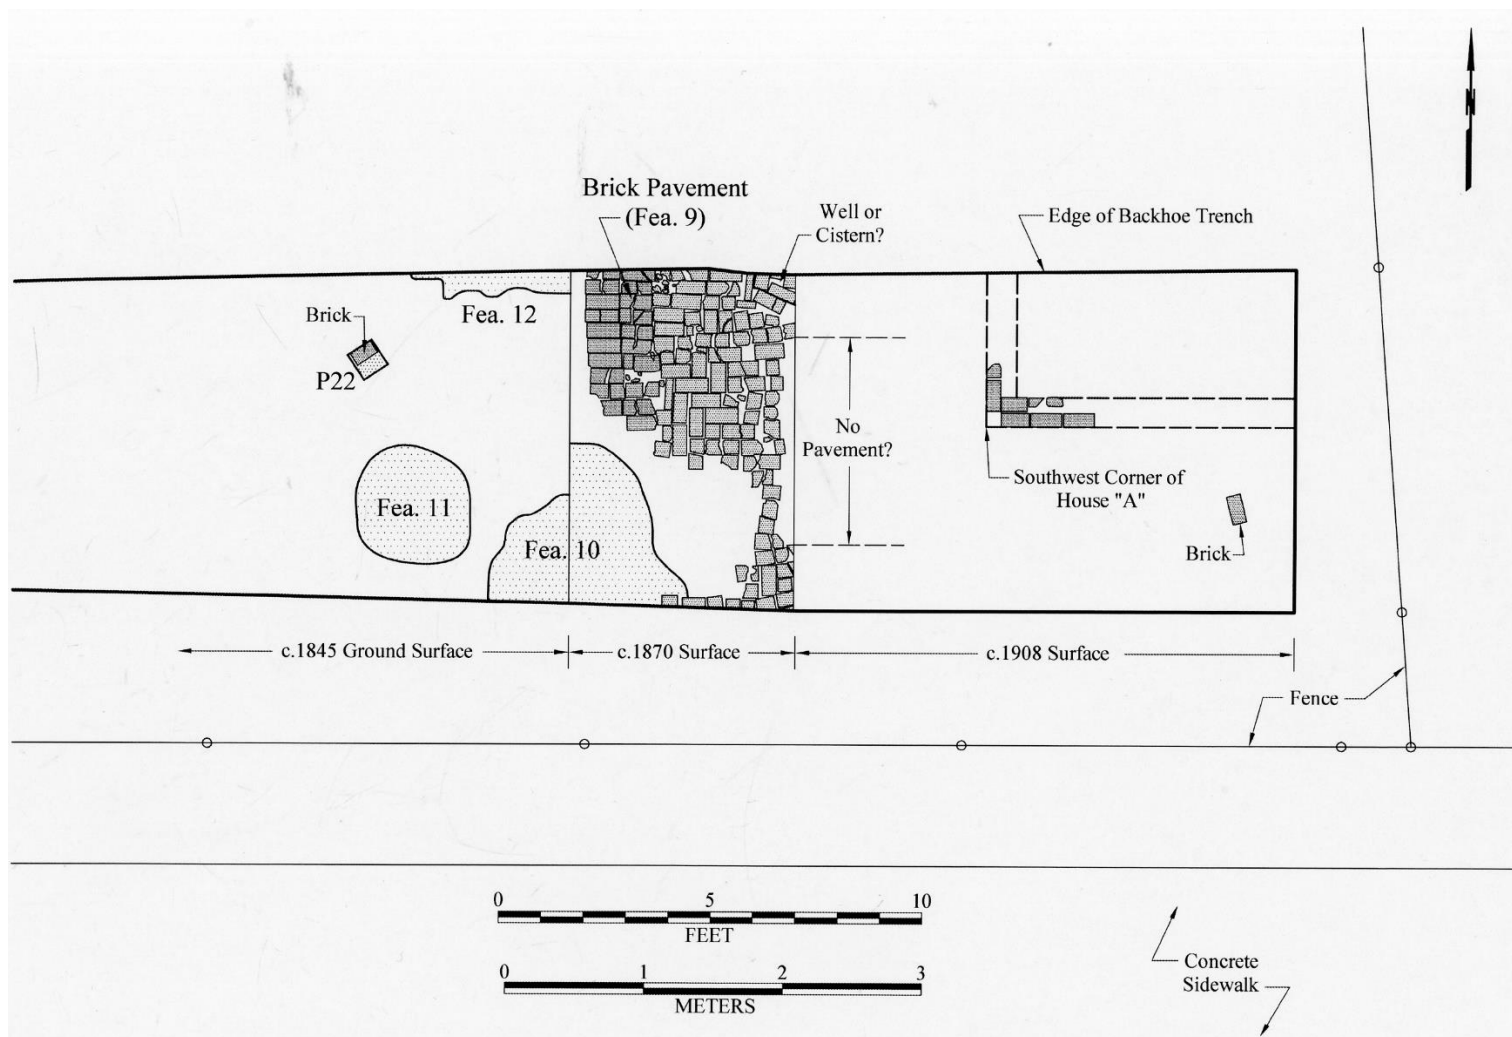 N
Brick Pavement
(Fea. 9)
Well or
Cistern?
Edge of Backhoe Trench
Brick
Fea. 12
P22
No
Pavement?
Southwest Corner of
House "A"
Fea. 11
Fea. 10
Brick
c.1845 Ground Surface
c.1870 Surface
c.1908 Surface
Fence
0 5 10
FEET
0 1 2 3
METERS
Concrete
Sidewalk